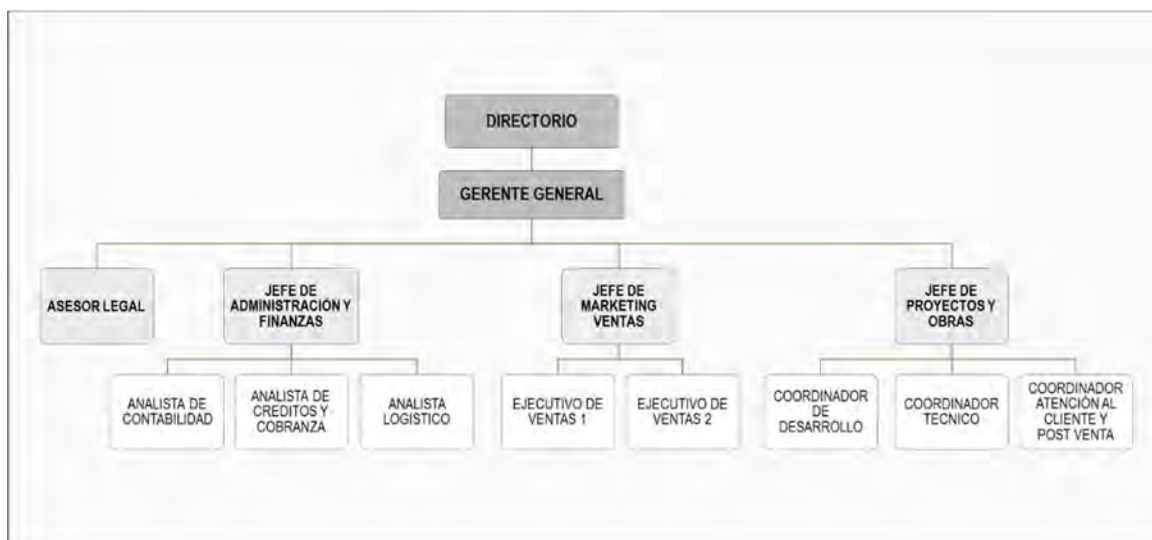 DIRECTORIO
GERENTE GENERAL
ASESOR LEGAL
JEFE DE
ADMINISTRACIÓN Y
FINANZAS
JEFE DE
MARKETING
VENTAS
JEFE DE
PROYECTOS Y
OBRAS
ANALISTA DE
CONTABILIDAD
ANALISTA DE
CREDITOS Y
COBRANZA
ANALISTA
LOGISTICO
EJECUTIVO DE
VENTAS 1
EJECUTIVO DE
VENTAS 2
COORDINADOR
DE
DESARROLLO
COORDINADOR
TECNICO
COORDINADOR
ATENCIÓN AL
CLIENTE Y
POST VENTA